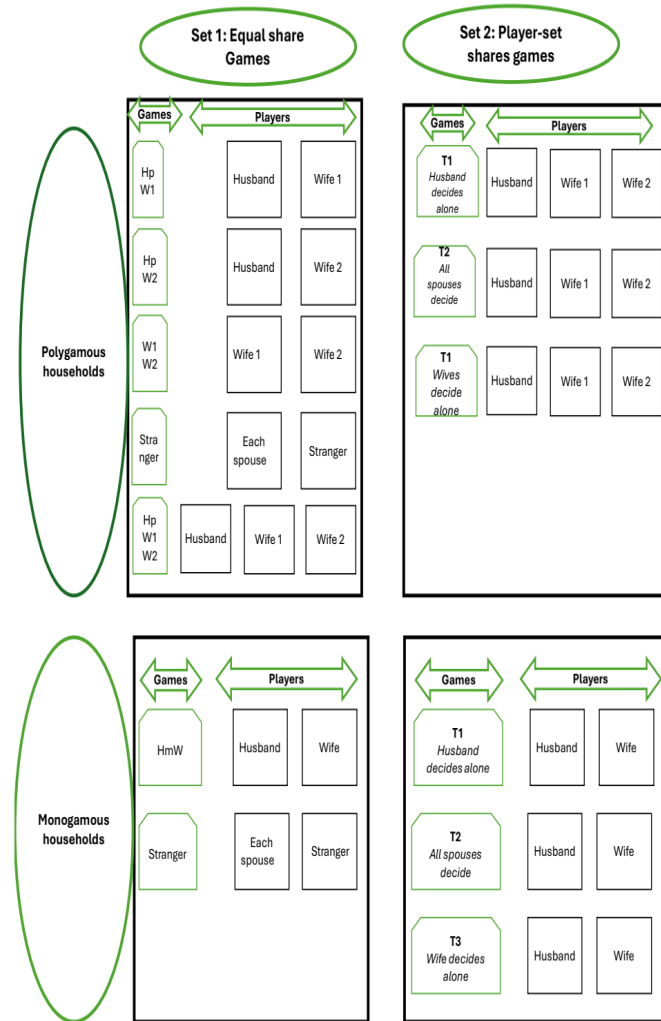 Set 1: Equal share
Games
Set 2: Player-set
shares games
Games
Players
Hp
W1
Husband
Wife 1
Hp
W2
Husband
Wife 2
W1
W2
Wife 1
Wife 2
Stra
nger
Each
spouse
Stranger
Hp
W1
W2
Husband
Wife 1
Wife 2
Polygamous
households
Games
Players
T1
Husband
decides
alone
Husband
Wife 1
Wife 2
T2
All
spouses
decide
Husband
Wife 1
Wife 2
T1
Wives
decide
alone
Husband
Wife 1
Wife 2
Monogamous
households
Games
Players
HmW
Husband
Wife
Stranger
Each
spouse
Stranger
Games
Players
T1
Husband
decides alone
Husband
Wife
T2
All spouses
decide
Husband
Wife
T3
Wife decides
alone
Husband
Wife